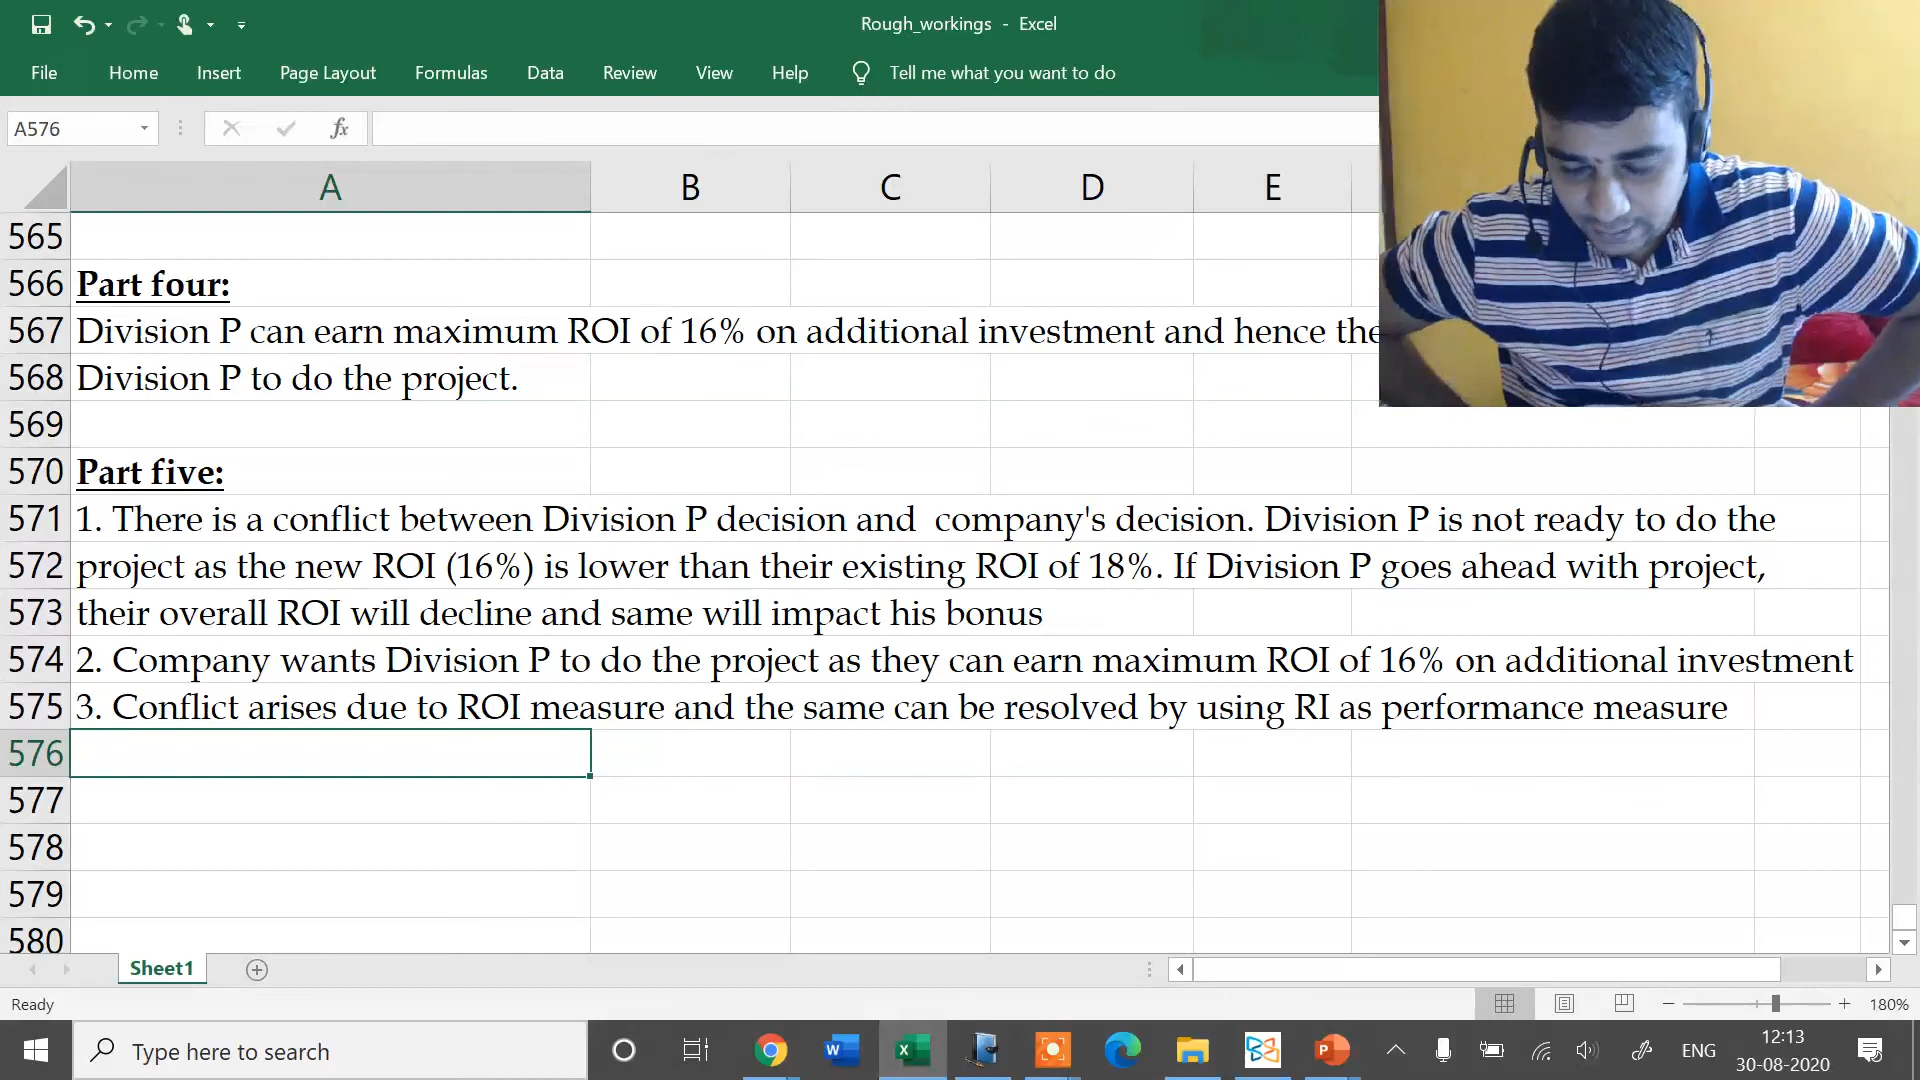 Rough_workings - Excel
File Home Insert Page Layout Formulas Data Review View Help Tell me what you want to do
A576 fx
A B C D E
565
566 Part four:
567 Division P can earn maximum ROI of 16% on additional investment and hence the
568 Division P to do the project.
569
570 Part five:
571 1. There is a conflict between Division P decision and company's decision. Division P is not ready to do the
572 project as the new ROI (16%) is lower than their existing ROI of 18%. If Division P goes ahead with project,
573 their overall ROI will decline and same will impact his bonus
574 2. Company wants Division P to do the project as they can earn maximum ROI of 16% on additional investment
575 3. Conflict arises due to ROI measure and the same can be resolved by using RI as performance measure
576
577
578
579
580
Sheet1
Ready 180%
Type here to search ENG 12:13
30-08-2020